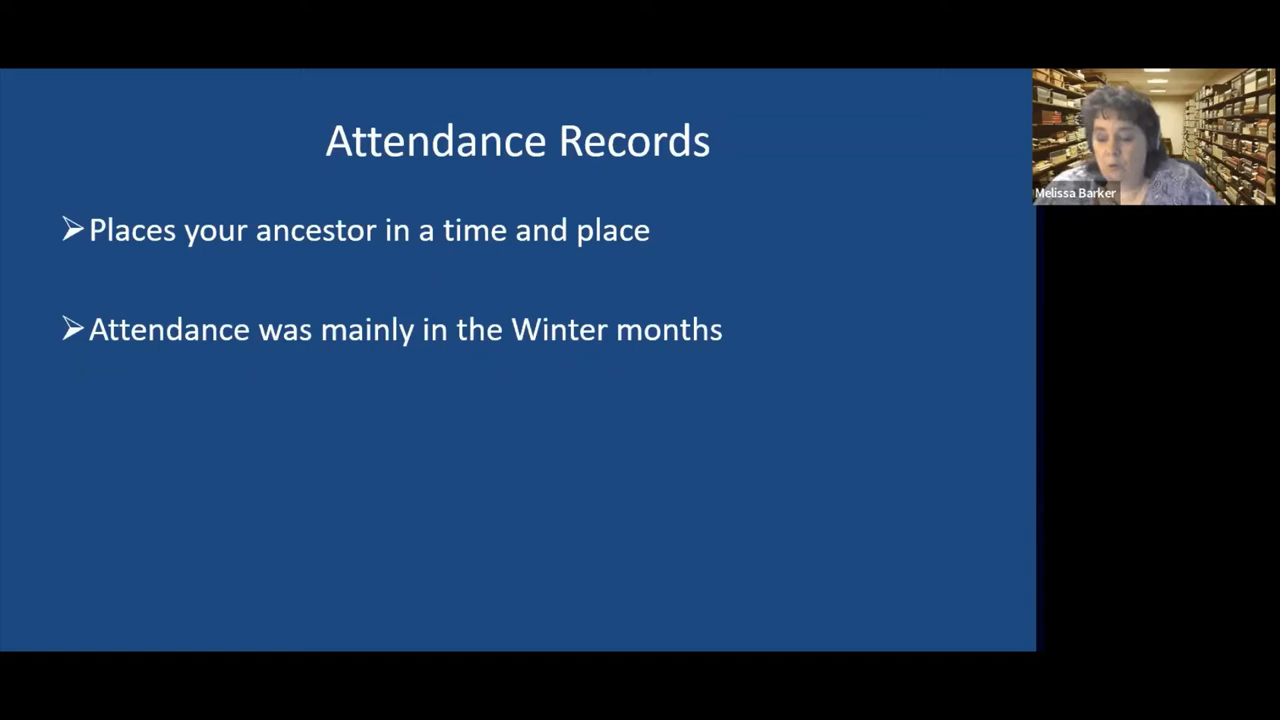 Attendance Records
➢Places your ancestor in a time and place
➢Attendance was mainly in the Winter months
Melissa Barker